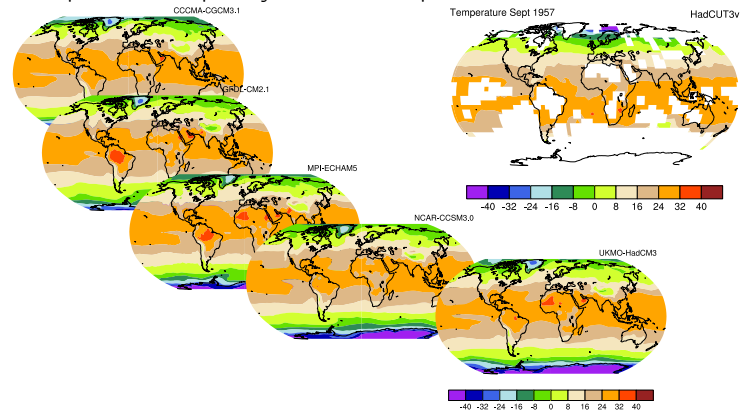 CCCMA-CGCM3.1
Temperature Sept 1957
HadCUT3v
GFDL-CM2.1
MPI-ECHAM5
-40 -32 -24 -16 -8 0 8 16 24 32 40
NCAR-CCSM3.0
UKMO-HadCM3
-40 -32 -24 -16 -8 0 8 16 24 32 40